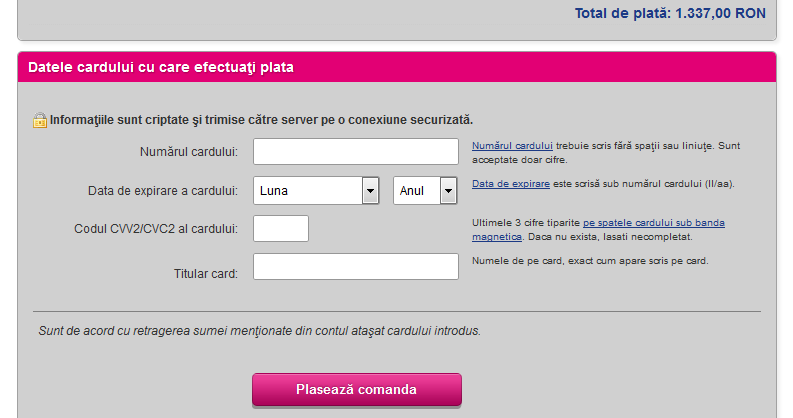 Total de plată: 1.337,00 RON
Datele cardului cu care efectuaţi plata
Informaţiile sunt criptate şi trimise către server pe o conexiune securizată.
Numărul cardului:
Numărul cardului trebuie scris fără spaţii sau liniuţe. Sunt
acceptate doar cifre.
Data de expirare a cardului:
Luna
Anul
Data de expirare este scrisă sub numărul cardului (ll/aa).
Codul CVV2/CVC2 al cardului:
Ultimele 3 cifre tiparite pe spatele cardului sub banda
magnetica. Daca nu exista, lasati necompletat.
Titular card:
Numele de pe card, exact cum apare scris pe card.
Sunt de acord cu retragerea sumei menţionate din contul ataşat cardului introdus.
Plasează comanda